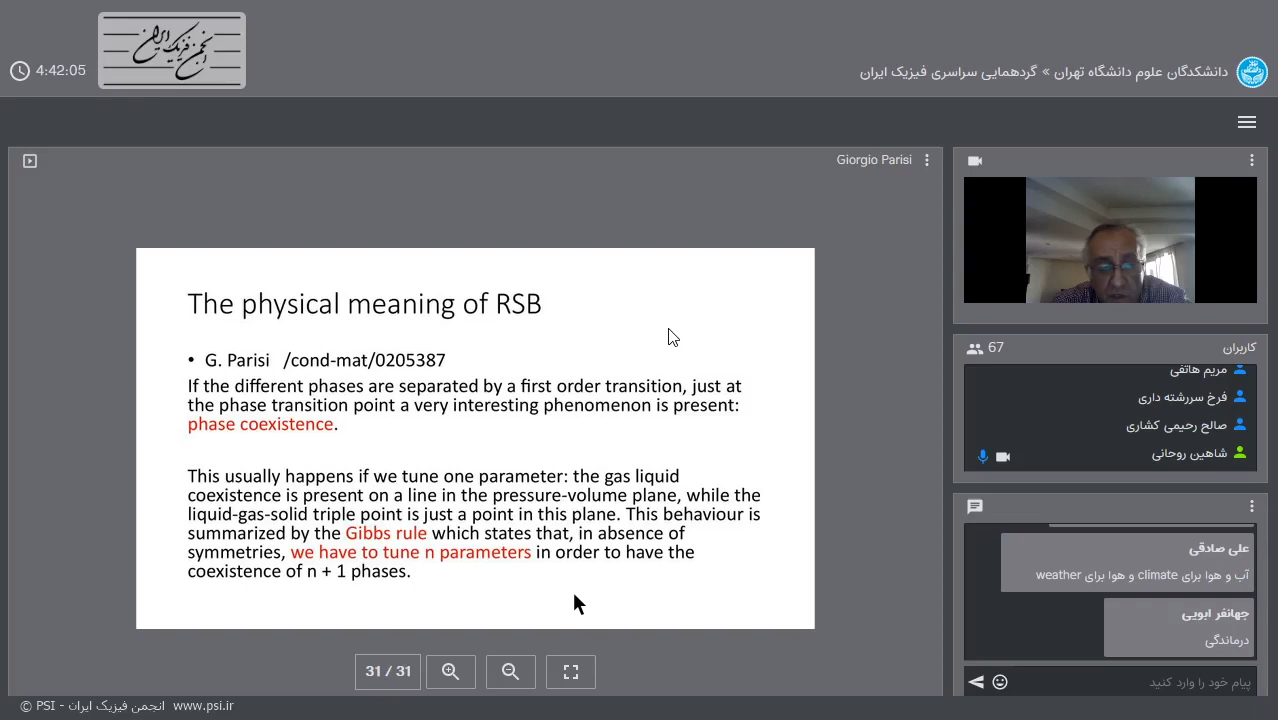 4:42:05
انجمن فیزیک ایران
دانشکدگان علوم دانشگاه تهران » گردهمایی سراسری فیزیک ایران
Giorgio Parisi
The physical meaning of RSB
• G. Parisi /cond-mat/0205387
If the different phases are separated by a first order transition, just at
the phase transition point a very interesting phenomenon is present:
phase coexistence.
This usually happens if we tune one parameter: the gas liquid
coexistence is present on a line in the pressure-volume plane, while the
liquid-gas-solid triple point is just a point in this plane. This behaviour is
summarized by the Gibbs rule which states that, in absence of
symmetries, we have to tune n parameters in order to have the
coexistence of n + 1 phases.
31 / 31
کاربران
67
مریم هاتفی
فرخ سررشته داری
صالح رحیمی کشاری
شاهین روحانی
علی صادقی
آب و هوا برای climate و هوا برای weather
جهانفر ابویی
درماندگی
پیام خود را وارد کنید
© PSI - انجمن فیزیک ایران www.psi.ir